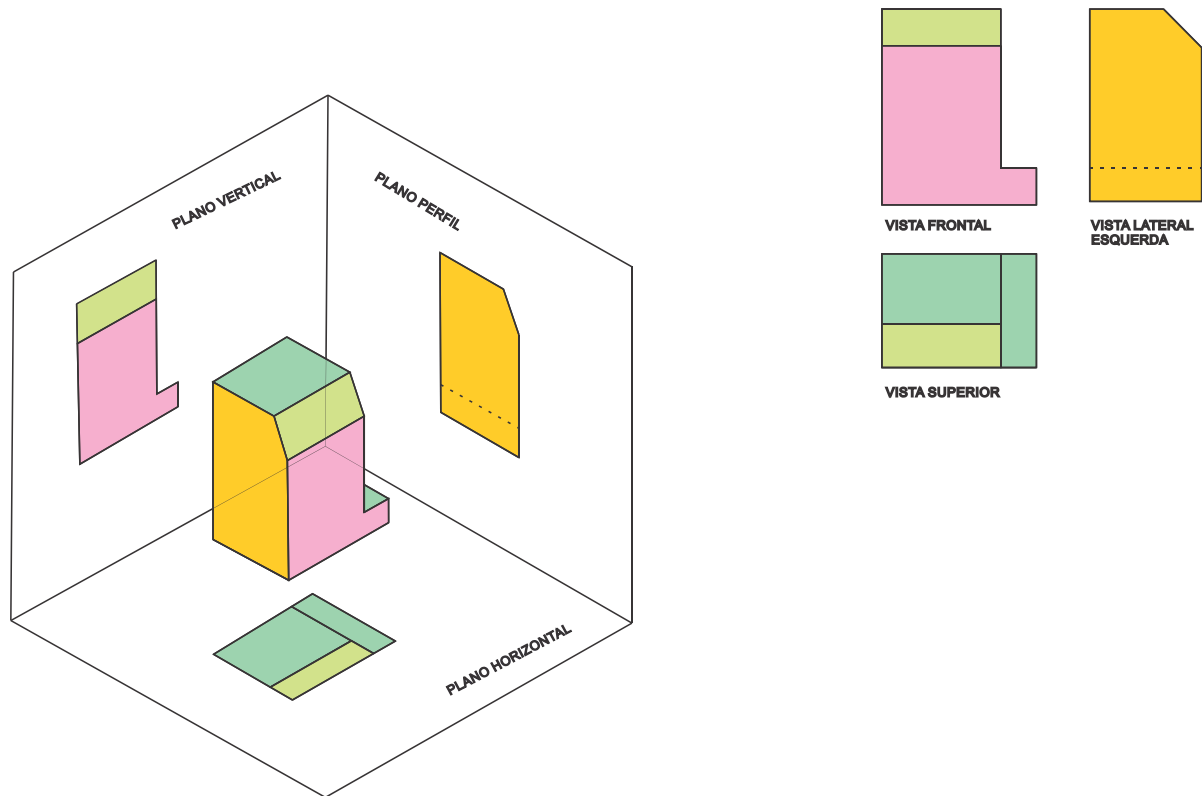 PLANO VERTICAL
PLANO PERFIL
PLANO HORIZONTAL
VISTA FRONTAL
VISTA LATERAL
ESQUERDA
VISTA SUPERIOR